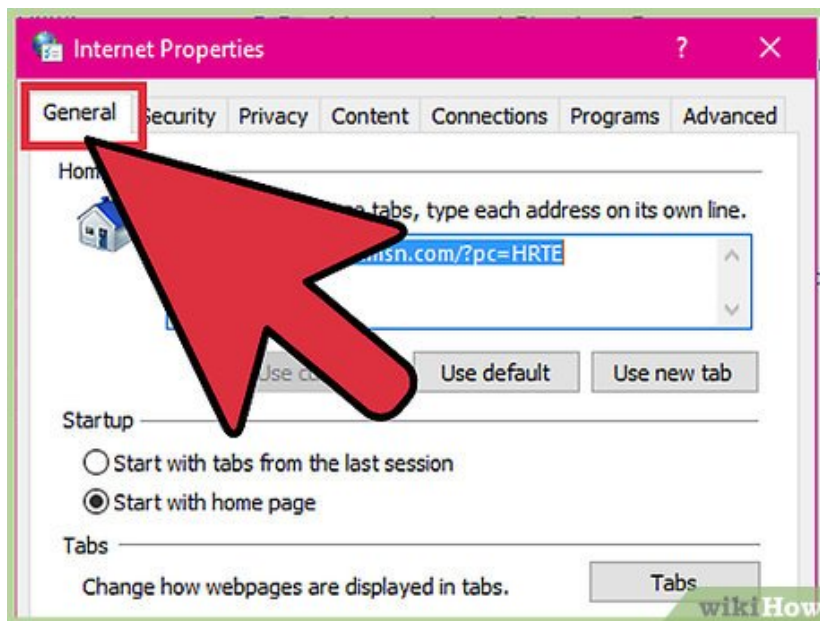 Internet Properties
General Security Privacy Content Connections Programs Advanced
tabs, type each address on its own line.
msn.com/?pc=HRTE
Use default Use new tab
Startup
Start with tabs from the last session
Start with home page
Tabs
Change how webpages are displayed in tabs.
Tabs
wikiHow